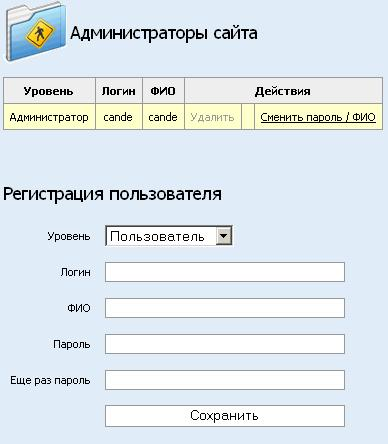 Администраторы сайта
Уровень Логин ФИО Действия
Администратор cande cande Удалить Сменить пароль / ФИО
Регистрация пользователя
Уровень Пользователь
Логин
ФИО
Пароль
Еще раз пароль
Сохранить